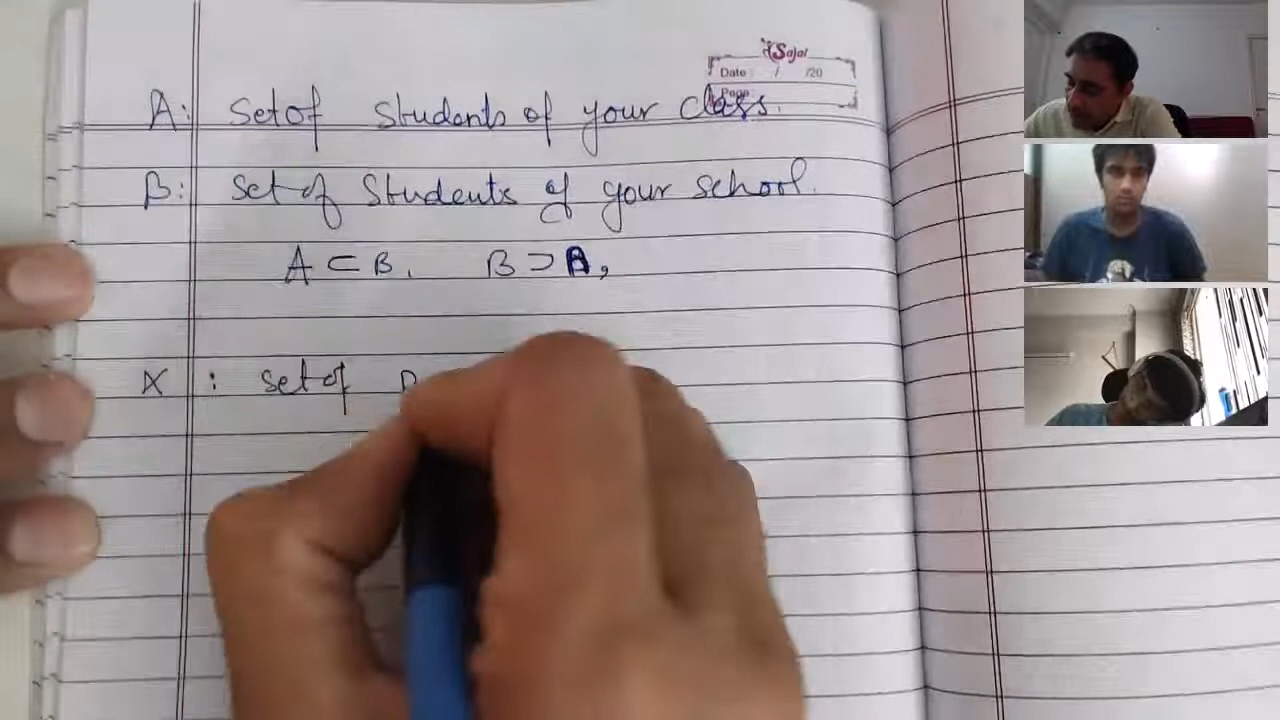 Sajal
Date / /20
Page
A: Set of Students of your class.
B: Set of Students of your school.
A ⊂ B, B ⊃ A,
X : Set of